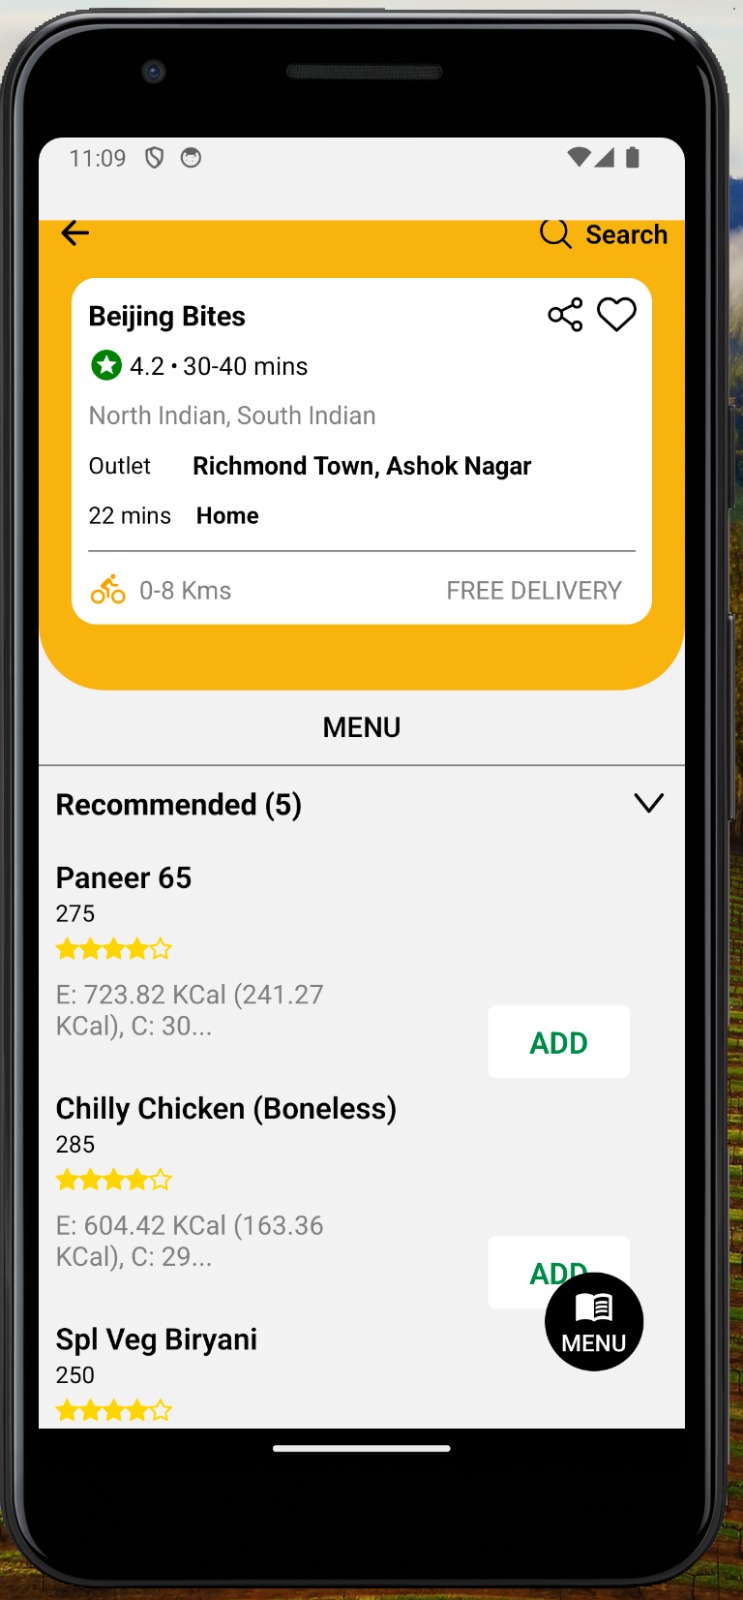 11:09
Search
Beijing Bites
4.2 • 30-40 mins
North Indian, South Indian
Outlet Richmond Town, Ashok Nagar
22 mins Home
0-8 Kms FREE DELIVERY
MENU
Recommended (5)
Paneer 65
275
E: 723.82 KCal (241.27
KCal), C: 30...
ADD
Chilly Chicken (Boneless)
285
E: 604.42 KCal (163.36
KCal), C: 29...
ADD
MENU
Spl Veg Biryani
250